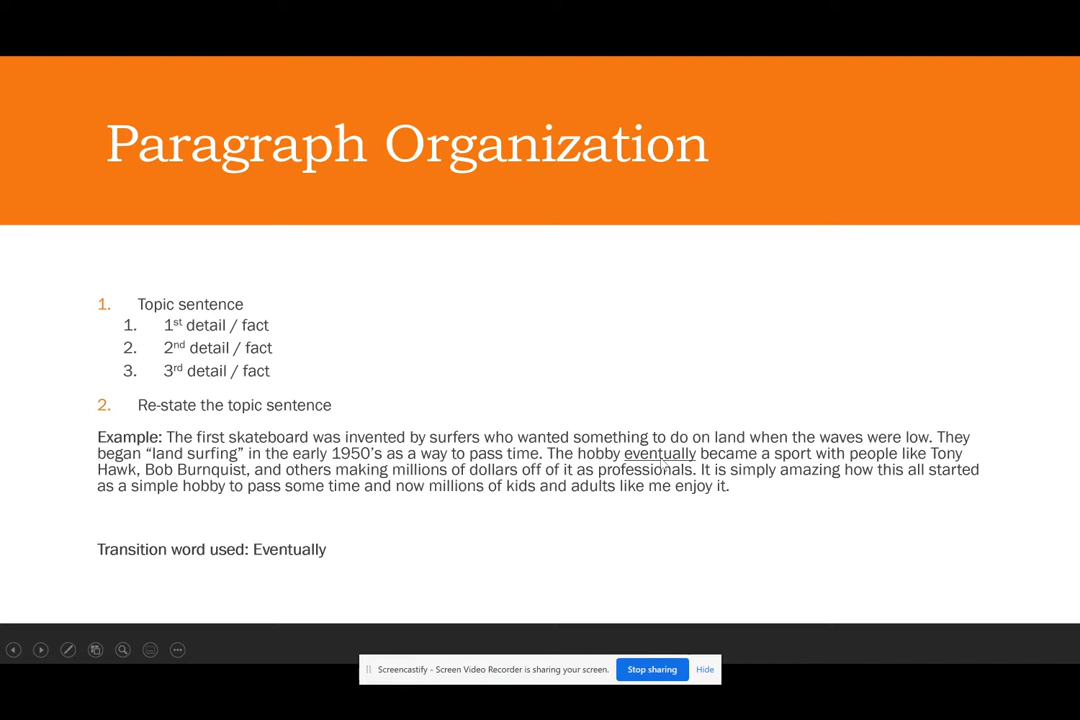 Paragraph Organization
1. Topic sentence
1. 1st detail / fact
2. 2nd detail / fact
3. 3rd detail / fact
2. Re-state the topic sentence
Example: The first skateboard was invented by surfers who wanted something to do on land when the waves were low. They
began “land surfing” in the early 1950’s as a way to pass time. The hobby eventually became a sport with people like Tony
Hawk, Bob Burnquist, and others making millions of dollars off of it as professionals. It is simply amazing how this all started
as a simple hobby to pass some time and now millions of kids and adults like me enjoy it.
Transition word used: Eventually
Screencastify - Screen Video Recorder is sharing your screen. Stop sharing Hide